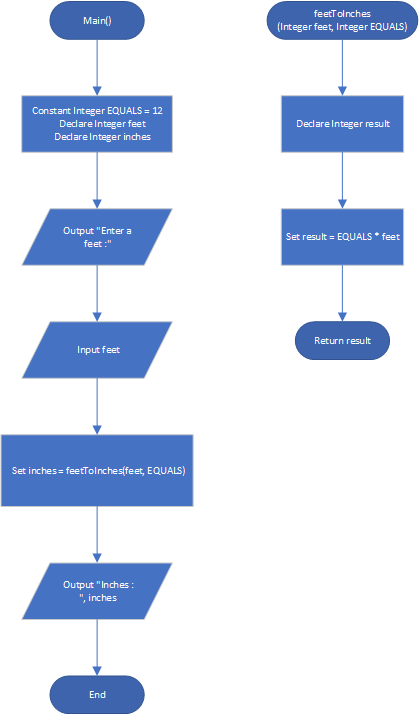 Main()
Constant Integer EQUALS = 12
Declare Integer feet
Declare Integer inches
Output "Enter a
feet :"
Input feet
Set inches = feetToInches(feet, EQUALS)
Output "Inches :
", inches
End
feetToInches
(Integer feet, Integer EQUALS)
Declare Integer result
Set result = EQUALS * feet
Return result